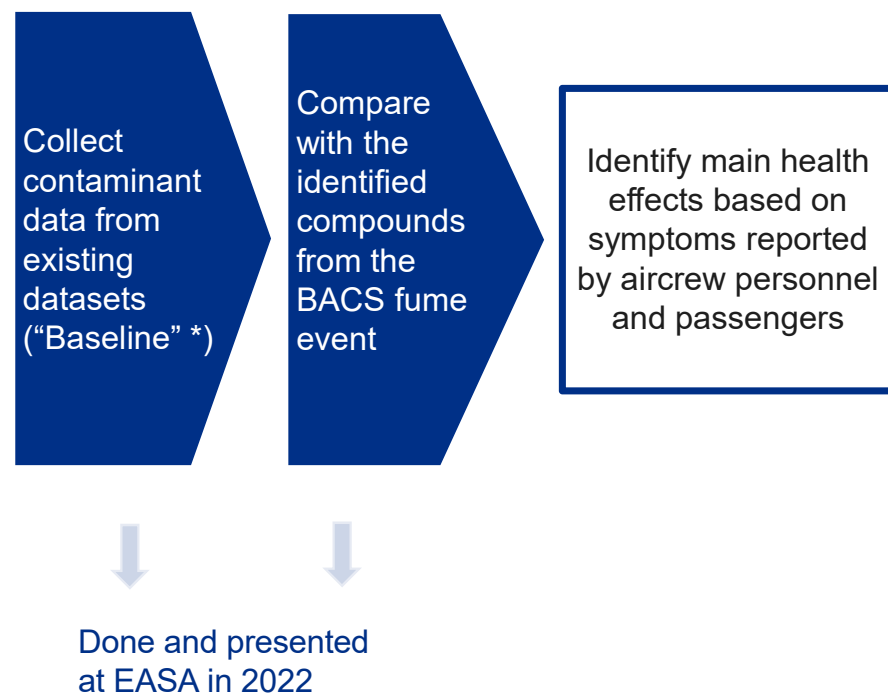 Collect
contaminant
data from
existing
datasets
(“Baseline” *)
Compare
with the
identified
compounds
from the
BACS fume
event
Identify main health
effects based on
symptoms reported
by aircrew personnel
and passengers
Done and presented
at EASA in 2022